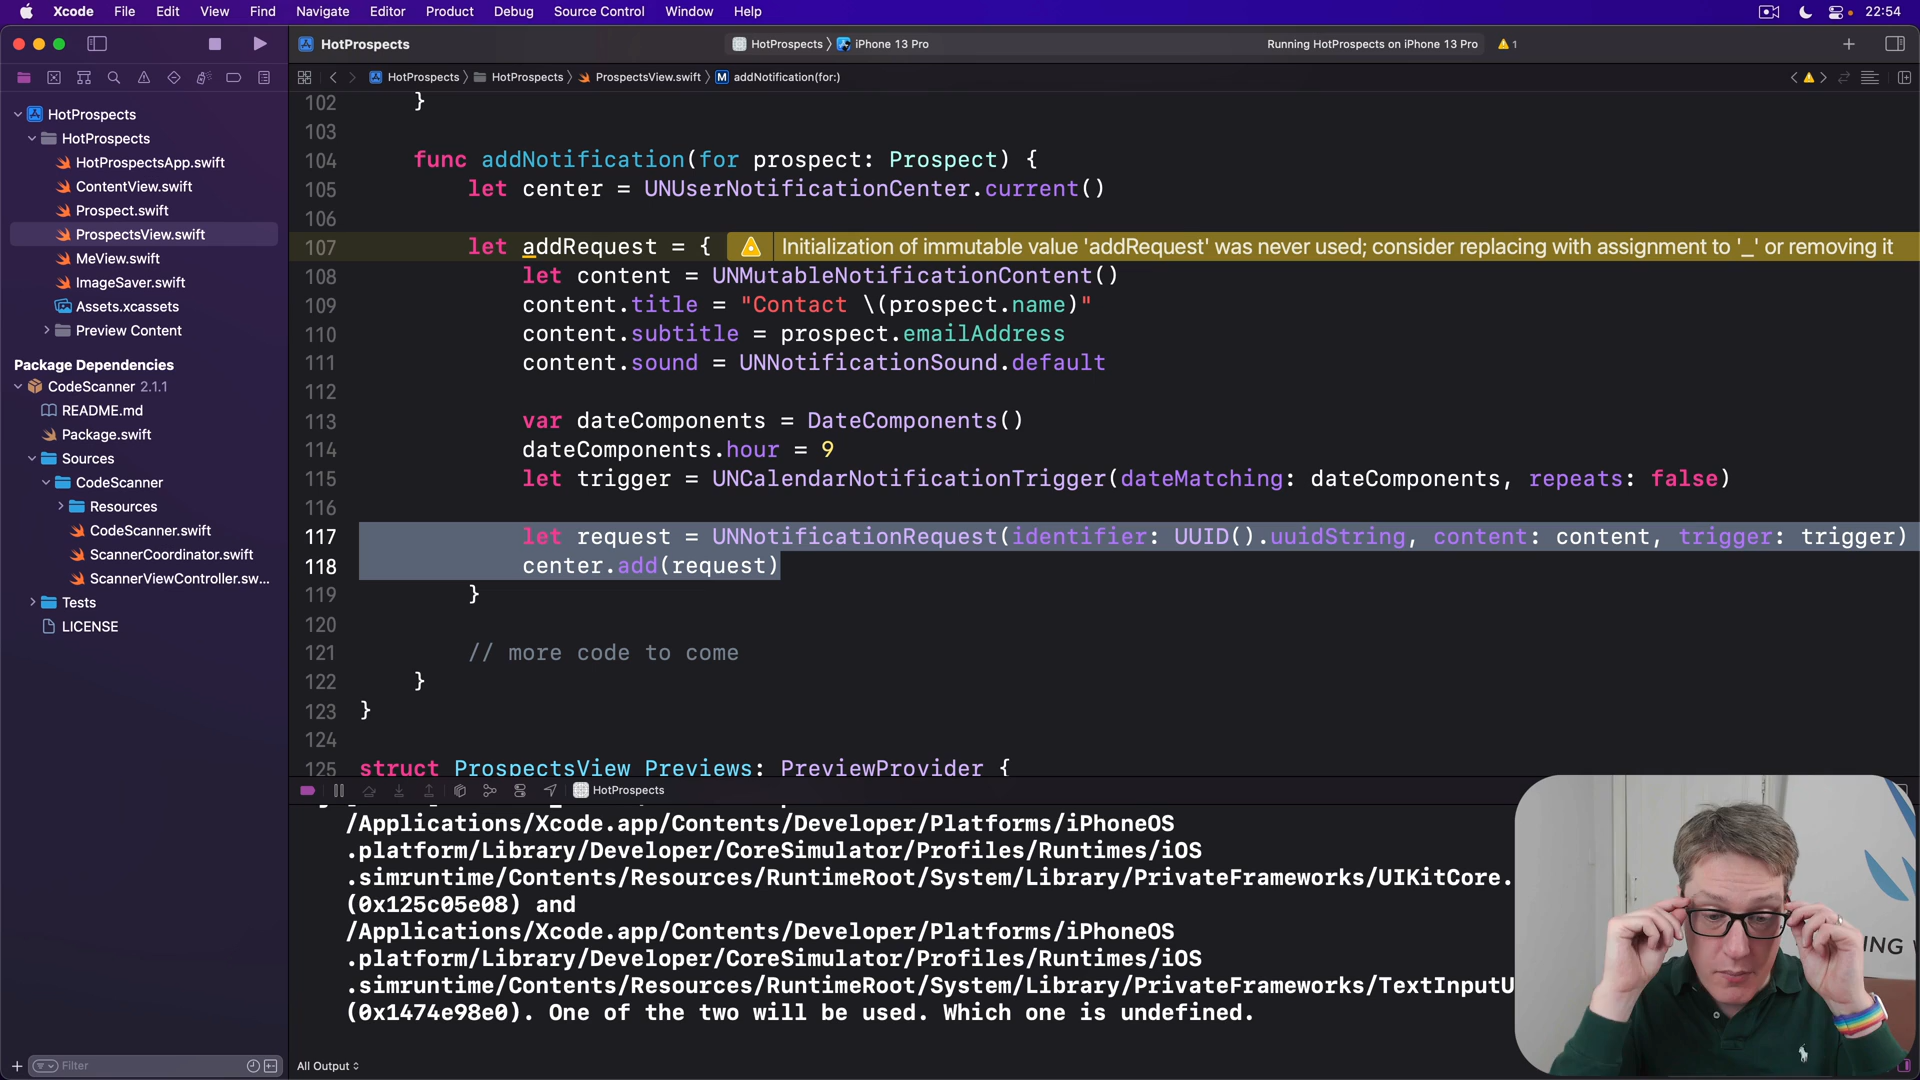 Xcode File Edit View Find Navigate Editor Product Debug Source Control Window Help 22:54
HotProspects
HotProspects iPhone 13 Pro
Running HotProspects on iPhone 13 Pro
1
HotProspects HotProspects ProspectsView.swift M addNotification(for:)
HotProspects
HotProspects
HotProspectsApp.swift
ContentView.swift
Prospect.swift
ProspectsView.swift
MeView.swift
ImageSaver.swift
Assets.xcassets
Preview Content
Package Dependencies
CodeScanner 2.1.1
README.md
Package.swift
Sources
CodeScanner
Resources
CodeScanner.swift
ScannerCoordinator.swift
ScannerViewController.sw...
Tests
LICENSE
Filter
102 }
103
104 func addNotification(for prospect: Prospect) {
105 let center = UNUserNotificationCenter.current()
106
107 let addRequest = { Initialization of immutable value 'addRequest' was never used; consider replacing with assignment to '_' or removing it
108 let content = UNMutableNotificationContent()
109 content.title = "Contact \(prospect.name)"
110 content.subtitle = prospect.emailAddress
111 content.sound = UNNotificationSound.default
112
113 var dateComponents = DateComponents()
114 dateComponents.hour = 9
115 let trigger = UNCalendarNotificationTrigger(dateMatching: dateComponents, repeats: false)
116
117 let request = UNNotificationRequest(identifier: UUID().uuidString, content: content, trigger: trigger)
118 center.add(request)
119 }
120
121 // more code to come
122 }
123 }
124
125 struct ProspectsView_Previews: PreviewProvider {
HotProspects
/Applications/Xcode.app/Contents/Developer/Platforms/iPhoneOS
.platform/Library/Developer/CoreSimulator/Profiles/Runtimes/iOS
.simruntime/Contents/Resources/RuntimeRoot/System/Library/PrivateFrameworks/UIKitCore.
(0x125c05e08) and
/Applications/Xcode.app/Contents/Developer/Platforms/iPhoneOS
.platform/Library/Developer/CoreSimulator/Profiles/Runtimes/iOS
.simruntime/Contents/Resources/RuntimeRoot/System/Library/PrivateFrameworks/TextInputU
(0x1474e98e0). One of the two will be used. Which one is undefined.
All Output
ING